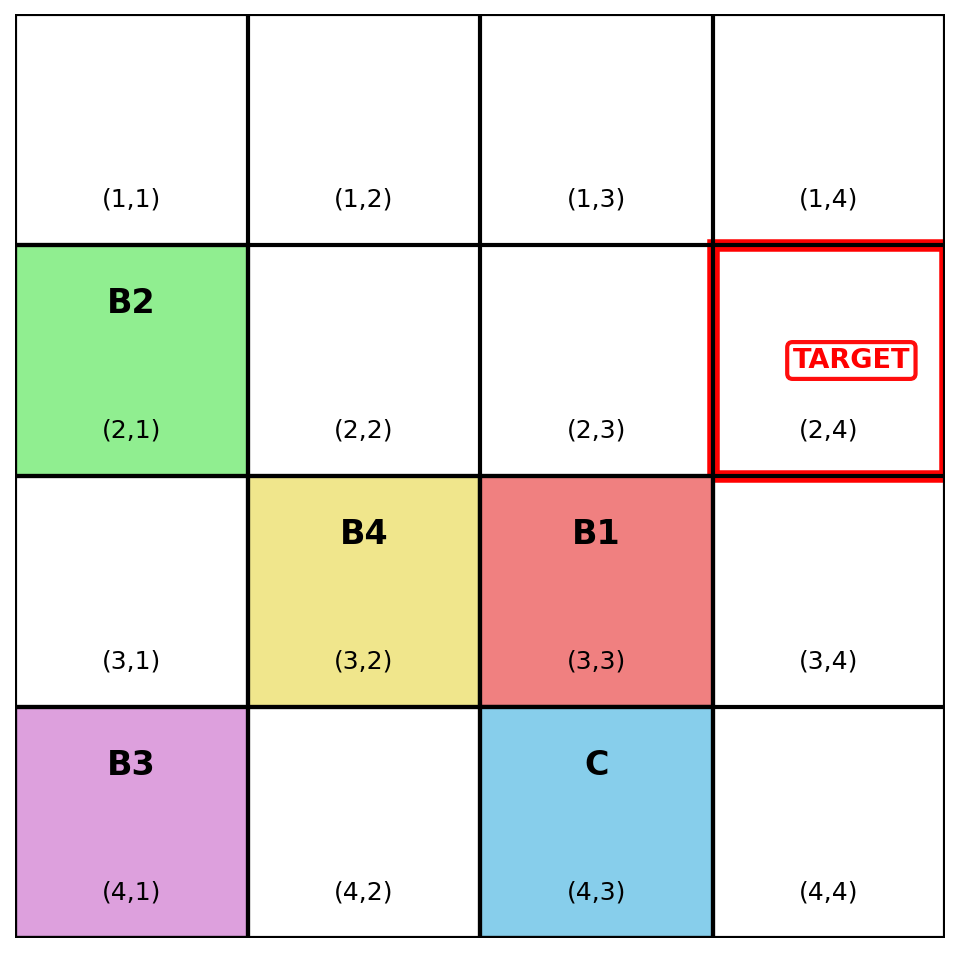 (1,1) (1,2) (1,3) (1,4)
B2
TARGET
(2,1) (2,2) (2,3) (2,4)
B4 B1
(3,1) (3,2) (3,3) (3,4)
B3 C
(4,1) (4,2) (4,3) (4,4)